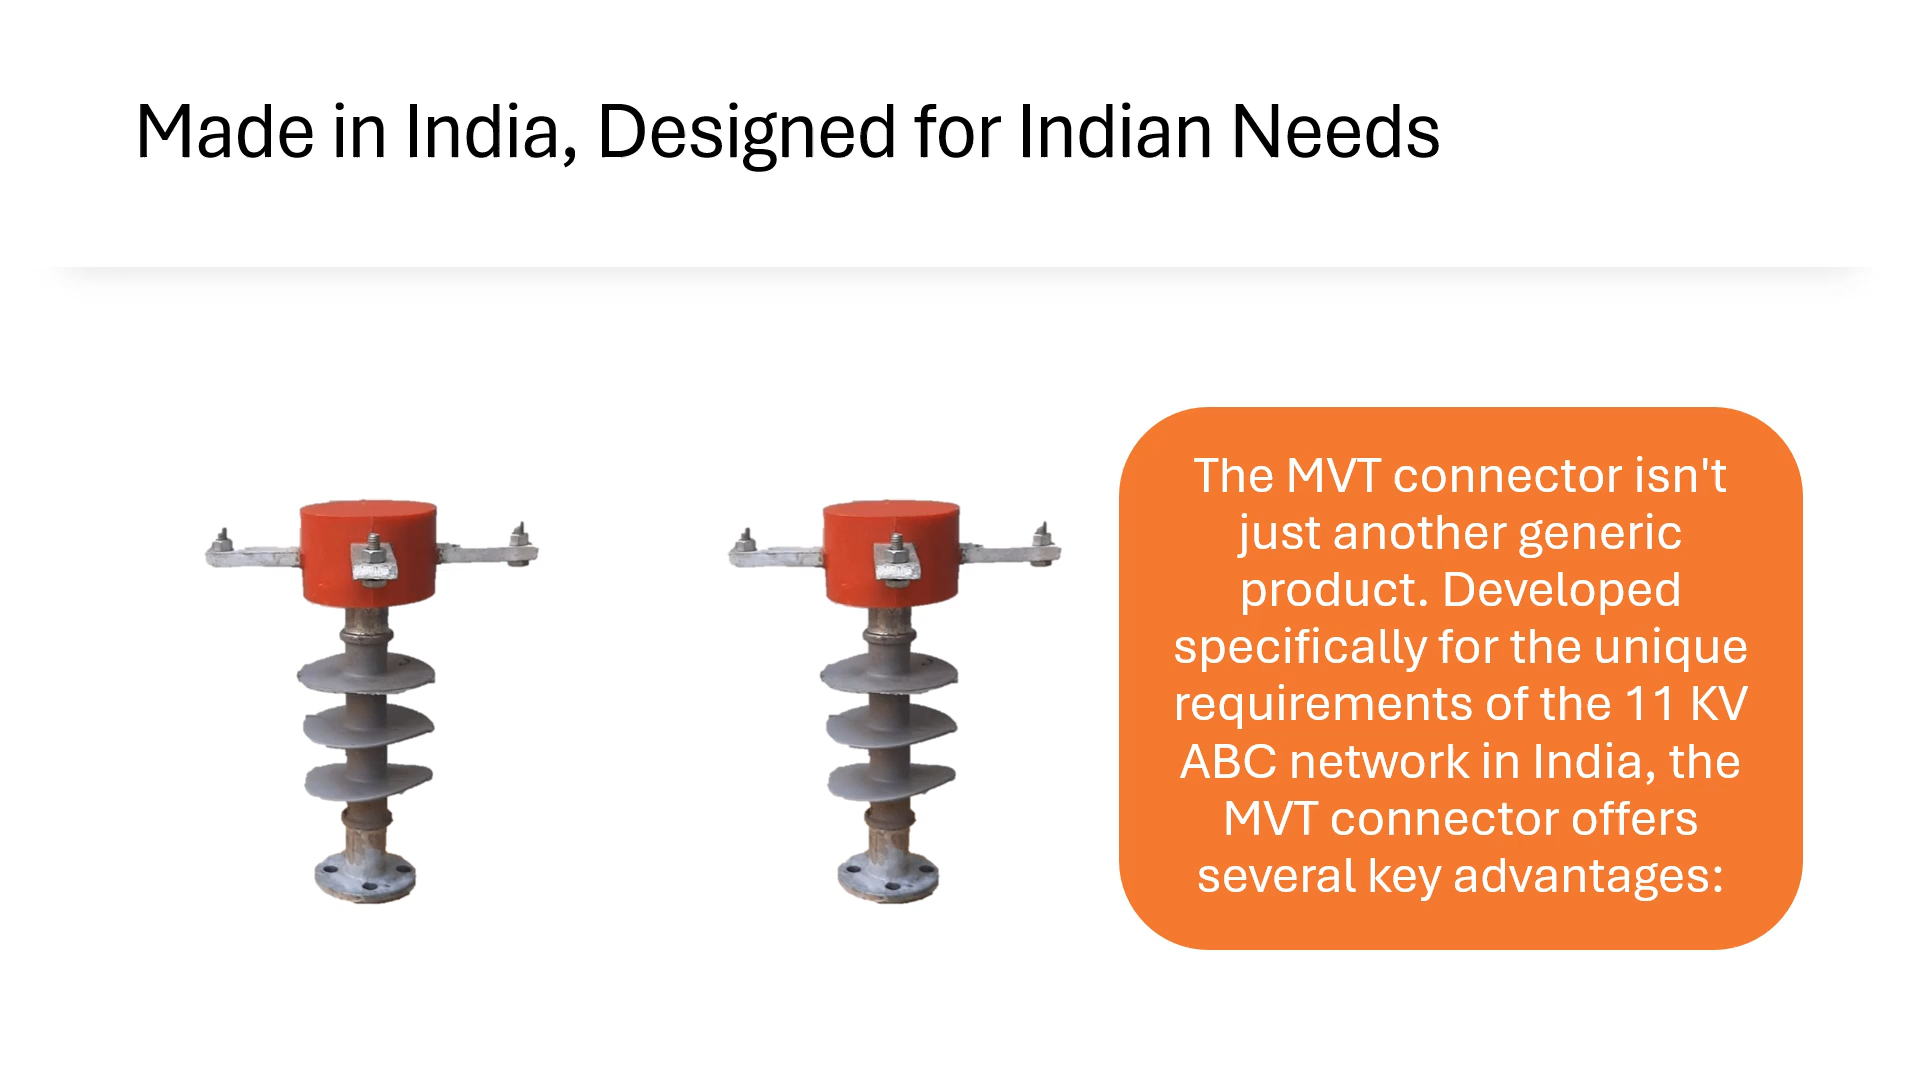 Made in India, Designed for Indian Needs
The MVT connector isn't
just another generic
product. Developed
specifically for the unique
requirements of the 11 KV
ABC network in India, the
MVT connector offers
several key advantages: